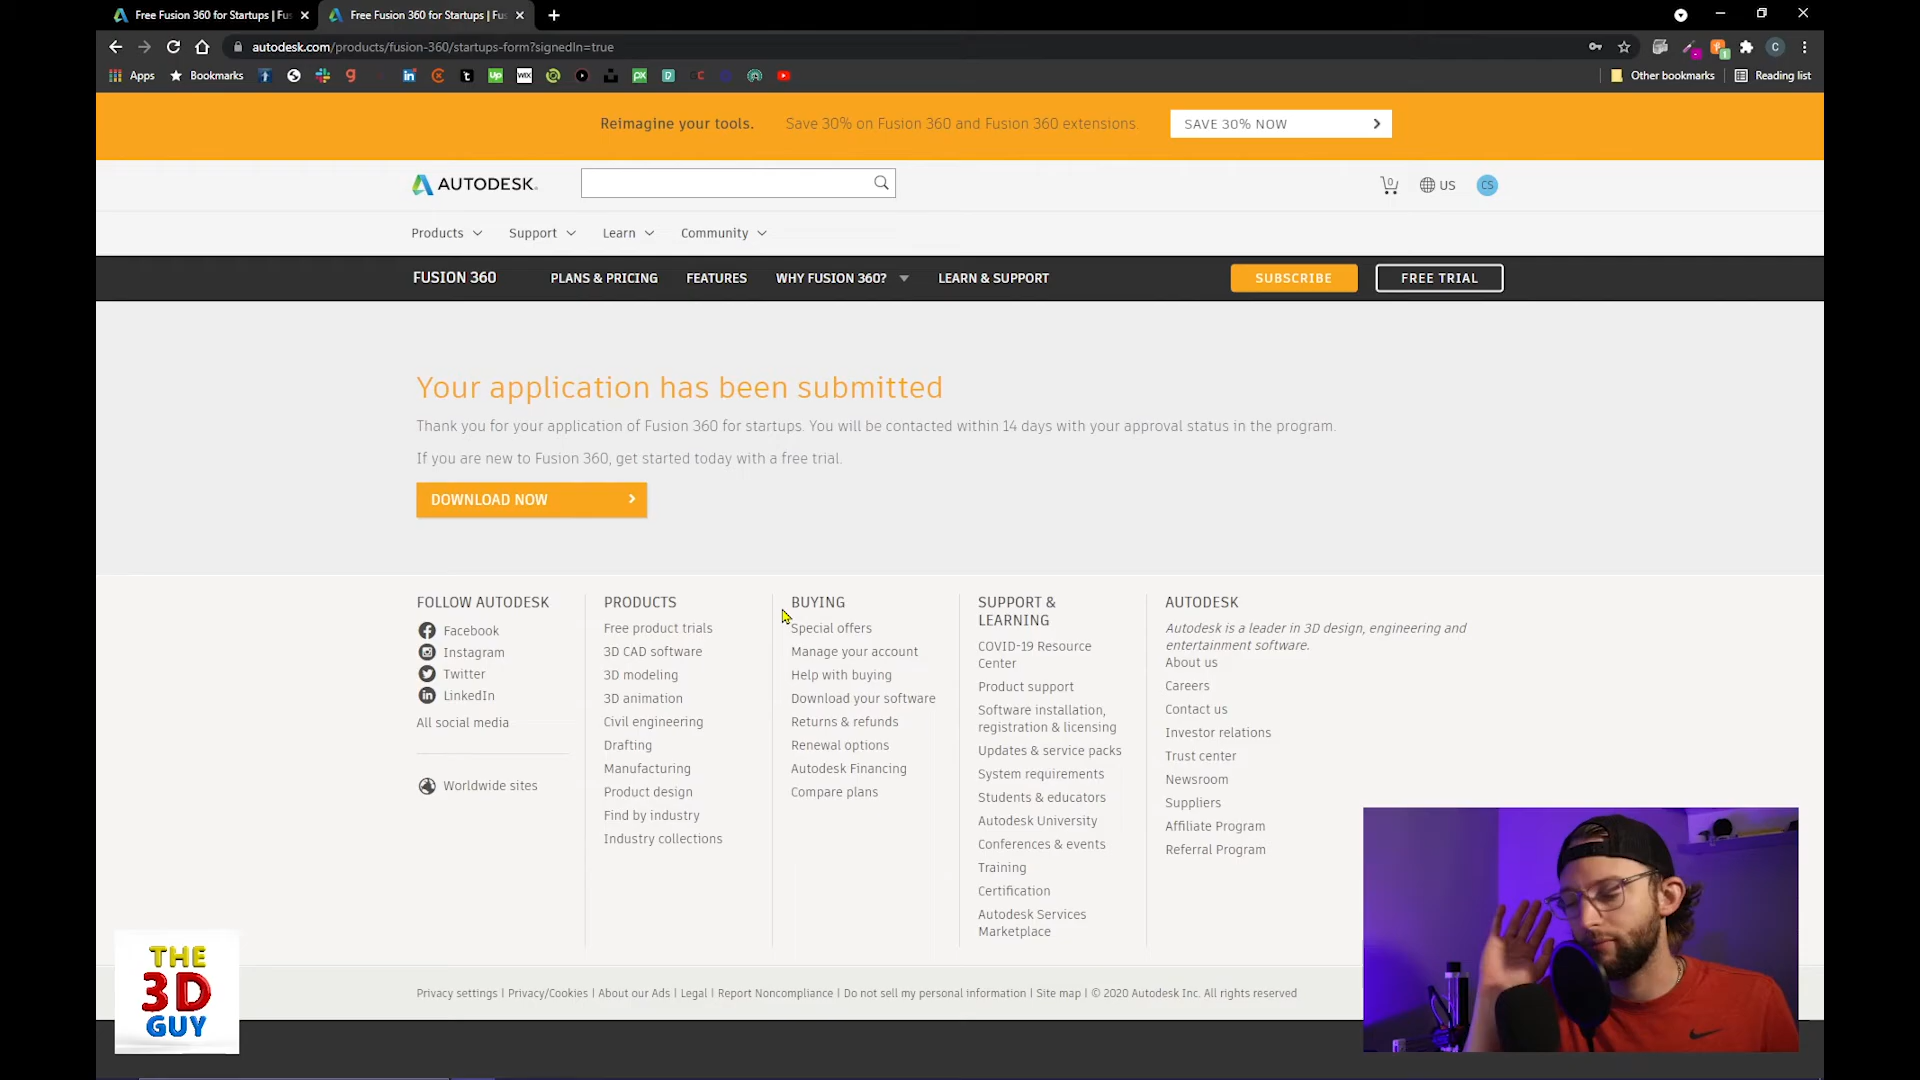 Free Fusion 360 for Startups | Fus
Free Fusion 360 for Startups | Fus
autodesk.com/products/fusion-360/startups-form?signedIn=true
C
Apps
Bookmarks
Other bookmarks
Reading list
Reimagine your tools. Save 30% on Fusion 360 and Fusion 360 extensions.
SAVE 30% NOW
AUTODESK.
0
US
CS
Products
Support
Learn
Community
FUSION 360
PLANS & PRICING
FEATURES
WHY FUSION 360?
LEARN & SUPPORT
SUBSCRIBE
FREE TRIAL
Your application has been submitted
Thank you for your application of Fusion 360 for startups. You will be contacted within 14 days with your approval status in the program.
If you are new to Fusion 360, get started today with a free trial.
DOWNLOAD NOW
FOLLOW AUTODESK
Facebook
Instagram
Twitter
LinkedIn
All social media
Worldwide sites
PRODUCTS
Free product trials
3D CAD software
3D modeling
3D animation
Civil engineering
Drafting
Manufacturing
Product design
Find by industry
Industry collections
BUYING
Special offers
Manage your account
Help with buying
Download your software
Returns & refunds
Renewal options
Autodesk Financing
Compare plans
SUPPORT &
LEARNING
COVID-19 Resource
Center
Product support
Software installation,
registration & licensing
Updates & service packs
System requirements
Students & educators
Autodesk University
Conferences & events
Training
Certification
Autodesk Services
Marketplace
AUTODESK
Autodesk is a leader in 3D design, engineering and
entertainment software.
About us
Careers
Contact us
Investor relations
Trust center
Newsroom
Suppliers
Affiliate Program
Referral Program
Privacy settings | Privacy/Cookies | About our Ads | Legal | Report Noncompliance | Do not sell my personal information | Site map | © 2020 Autodesk Inc. All rights reserved
THE
3D
GUY